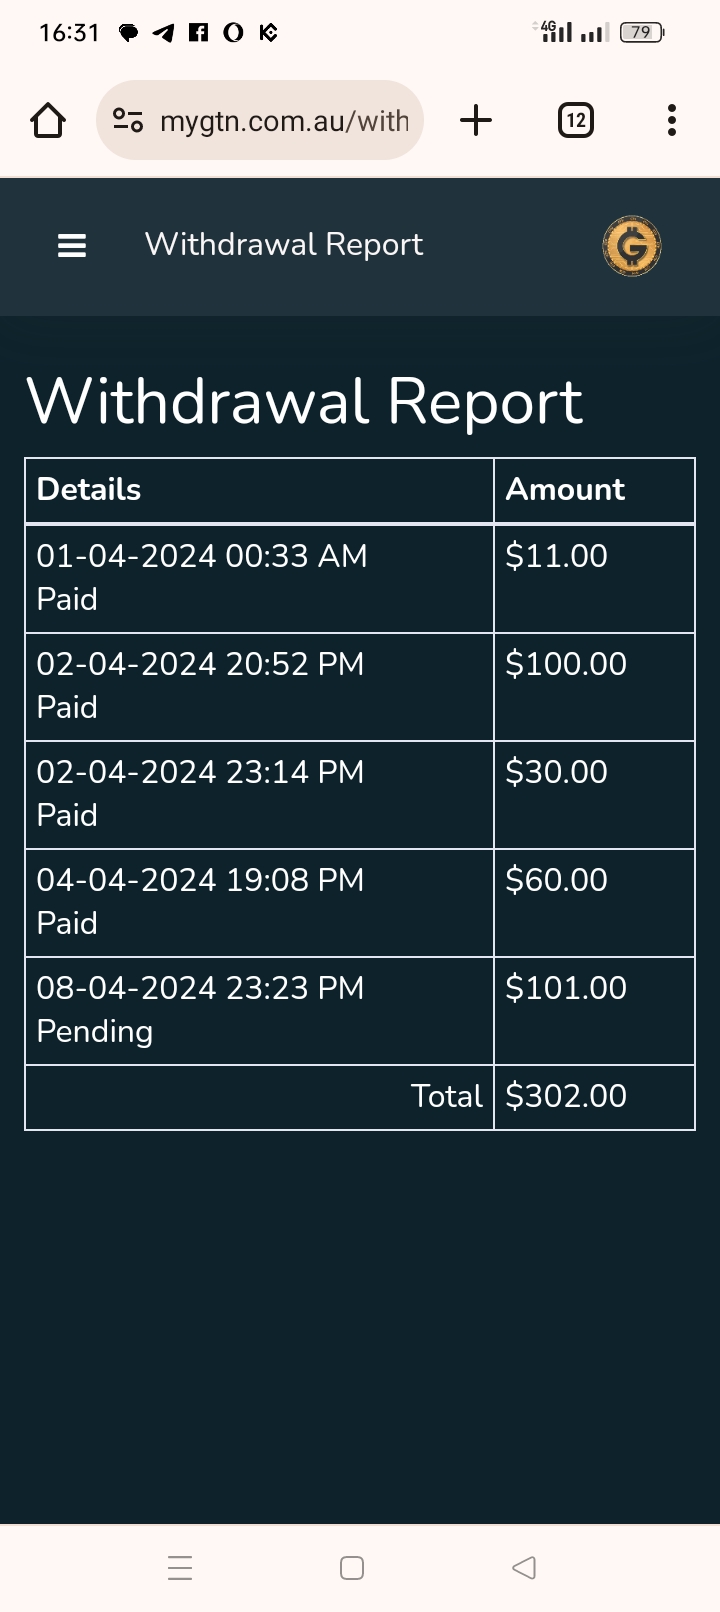 16:31
4G
79
mygtn.com.au/with
12
Withdrawal Report
Withdrawal Report
Details Amount
01-04-2024 00:33 AM $11.00
Paid
02-04-2024 20:52 PM $100.00
Paid
02-04-2024 23:14 PM $30.00
Paid
04-04-2024 19:08 PM $60.00
Paid
08-04-2024 23:23 PM $101.00
Pending
Total $302.00